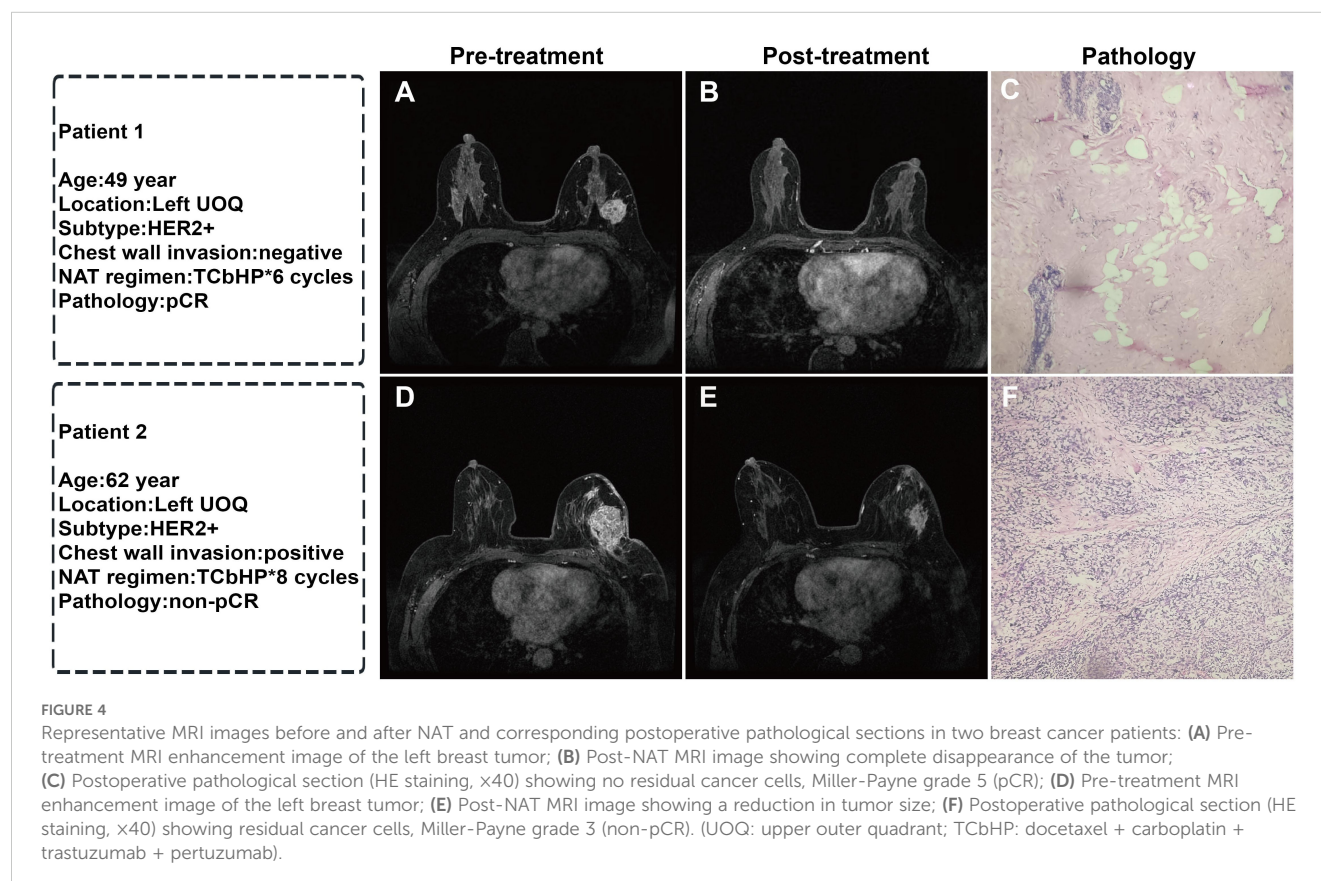 Pre-treatment
Post-treatment
Pathology
Patient 1
Age:49 year
Location:Left UOQ
Subtype:HER2+
Chest wall invasion:negative
NAT regimen:TCbHP*6 cycles
Pathology:pCR
A
B
C
Patient 2
Age:62 year
Location:Left UOQ
Subtype:HER2+
Chest wall invasion:positive
NAT regimen:TCbHP*8 cycles
Pathology:non-pCR
D
E
F
FIGURE 4
Representative MRI images before and after NAT and corresponding postoperative pathological sections in two breast cancer patients: (A) Pre-
treatment MRI enhancement image of the left breast tumor; (B) Post-NAT MRI image showing complete disappearance of the tumor;
(C) Postoperative pathological section (HE staining, ×40) showing no residual cancer cells, Miller-Payne grade 5 (pCR); (D) Pre-treatment MRI
enhancement image of the left breast tumor; (E) Post-NAT MRI image showing a reduction in tumor size; (F) Postoperative pathological section (HE
staining, ×40) showing residual cancer cells, Miller-Payne grade 3 (non-pCR). (UOQ: upper outer quadrant; TCbHP: docetaxel + carboplatin +
trastuzumab + pertuzumab).